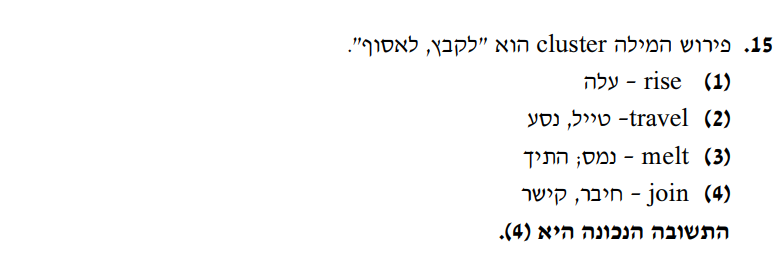 15. פירוש המילה cluster הוא "לקבץ, לאסוף".
(1) rise – עלה
(2) travel– טייל, נסע
(3) melt – נמס; התיך
(4) join – חיבר, קישר
התשובה הנכונה היא (4).